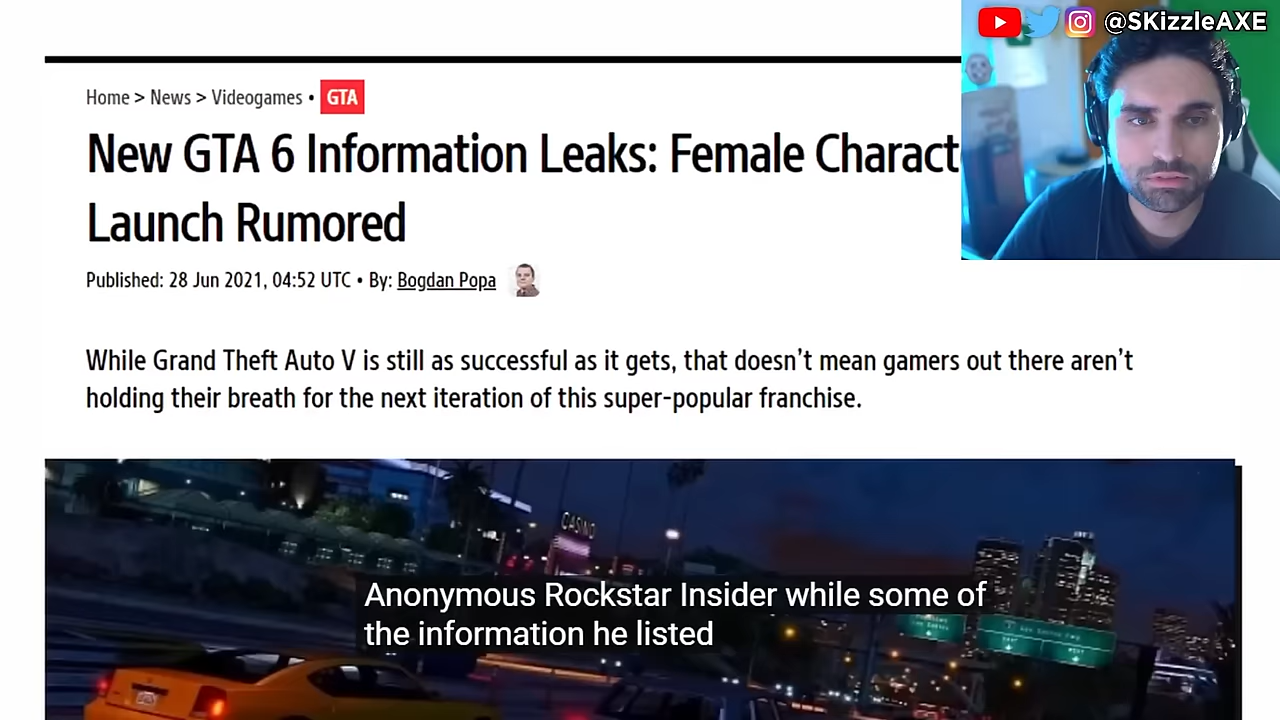 @SKizzleAXE
Home > News > Videogames • GTA
New GTA 6 Information Leaks: Female Charact
Launch Rumored
Published: 28 Jun 2021, 04:52 UTC • By: Bogdan Popa
While Grand Theft Auto V is still as successful as it gets, that doesn't mean gamers out there aren't
holding their breath for the next iteration of this super-popular franchise.
CASINO
Anonymous Rockstar Insider while some of
the information he listed